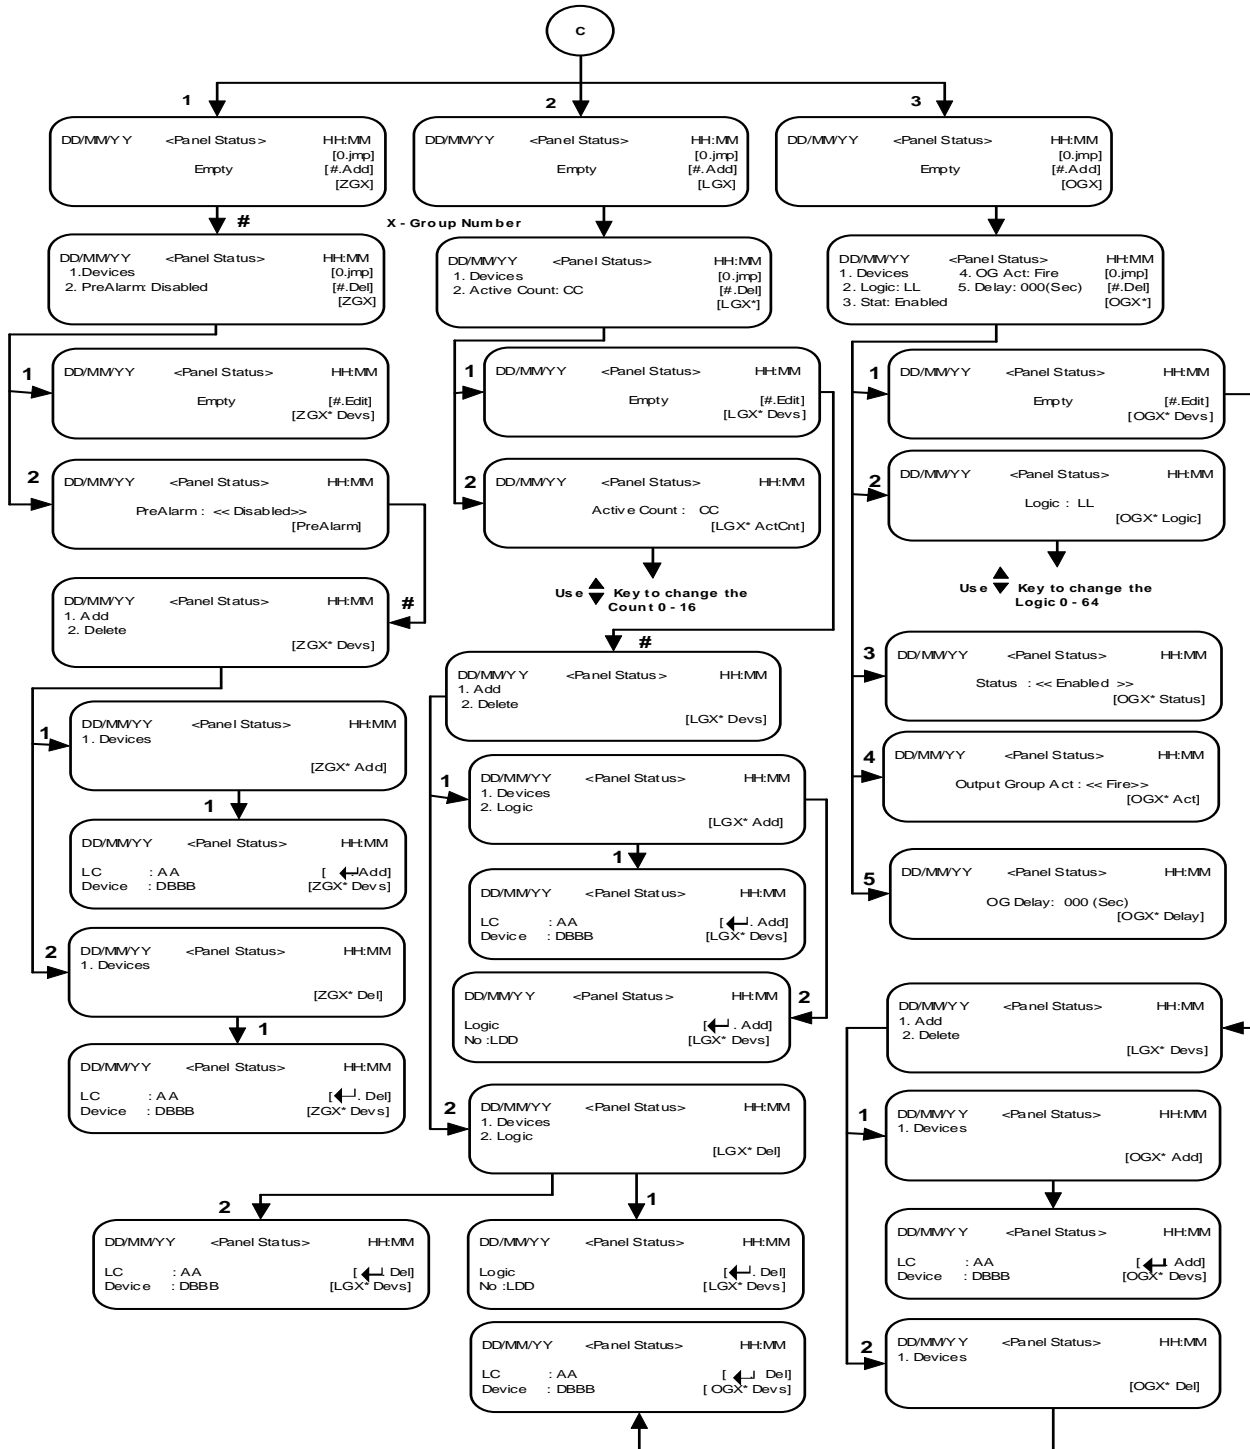 C
1
2
3
DD/MM/YY <Panel Status> HH:MM
[0.jmp]
Empty [#.Add]
[ZGX]
DD/MM/YY <Panel Status> HH:MM
[0.jmp]
Empty [#.Add]
[LGX]
DD/MM/YY <Panel Status> HH:MM
[0.jmp]
Empty [#.Add]
[OGX]
#
X - Group Number
DD/MM/YY <Panel Status> HH:MM
1.Devices [0.jmp]
2. PreAlarm: Disabled [#.Del]
[ZGX]
DD/MM/YY <Panel Status> HH:MM
1. Devices [0.jmp]
2. Active Count: CC [#.Del]
[LGX*]
DD/MM/YY <Panel Status> HH:MM
1. Devices 4. OG Act: Fire [0.jmp]
2. Logic: LL 5. Delay: 000(Sec) [#.Del]
3. Stat: Enabled [OGX*]
1
DD/MM/YY <Panel Status> HH:MM
Empty [#.Edit]
[ZGX* Devs]
1
DD/MM/YY <Panel Status> HH:MM
Empty [#.Edit]
[LGX* Devs]
1
DD/MM/YY <Panel Status> HH:MM
Empty [#.Edit]
[OGX* Devs]
2
DD/MM/YY <Panel Status> HH:MM
PreAlarm : << Disabled>>
[PreAlarm]
2
DD/MM/YY <Panel Status> HH:MM
Active Count : CC
[LGX* ActCnt]
2
DD/MM/YY <Panel Status> HH:MM
Logic : LL
[OGX* Logic]
Use Key to change the
Count 0 - 16
Use Key to change the
Logic 0 - 64
DD/MM/YY <Panel Status> HH:MM
1. Add
2. Delete
[ZGX* Devs]
#
#
DD/MM/YY <Panel Status> HH:MM
1. Add
2. Delete
[LGX* Devs]
3
DD/MM/YY <Panel Status> HH:MM
Status : << Enabled >>
[OGX* Status]
1
DD/MM/YY <Panel Status> HH:MM
1. Devices
[ZGX* Add]
1
DD/MM/YY <Panel Status> HH:MM
1. Devices
2. Logic
[LGX* Add]
4
DD/MM/YY <Panel Status> HH:MM
Output Group Act : << Fire>>
[OGX* Act]
1
DD/MM/YY <Panel Status> HH:MM
LC : AA [ Add]
Device : DBBB [ZGX* Devs]
1
DD/MM/YY <Panel Status> HH:MM
LC : AA [ . Add]
Device : DBBB [LGX* Devs]
5
DD/MM/YY <Panel Status> HH:MM
OG Delay: 000 (Sec)
[OGX* Delay]
2
DD/MM/YY <Panel Status> HH:MM
1. Devices
[ZGX* Del]
DD/MM/YY <Panel Status> HH:MM
Logic [ . Add]
No :LDD [LGX* Devs]
2
DD/MM/YY <Panel Status> HH:MM
1. Add
2. Delete
[LGX* Devs]
1
DD/MM/YY <Panel Status> HH:MM
LC : AA [ . Del]
Device : DBBB [ZGX* Devs]
2
DD/MM/YY <Panel Status> HH:MM
1. Devices
2. Logic
[LGX* Del]
1
DD/MM/YY <Panel Status> HH:MM
1. Devices
[OGX* Add]
2
1
DD/MM/YY <Panel Status> HH:MM
LC : AA [ Del]
Device : DBBB [LGX* Devs]
DD/MM/YY <Panel Status> HH:MM
Logic [ . Del]
No :LDD [LGX* Devs]
DD/MM/YY <Panel Status> HH:MM
LC : AA [ Add]
Device : DBBB [OGX* Devs]
DD/MM/YY <Panel Status> HH:MM
LC : AA [ Del]
Device : DBBB [ OGX* Devs]
2
DD/MM/YY <Panel Status> HH:MM
1. Devices
[OGX* Del]